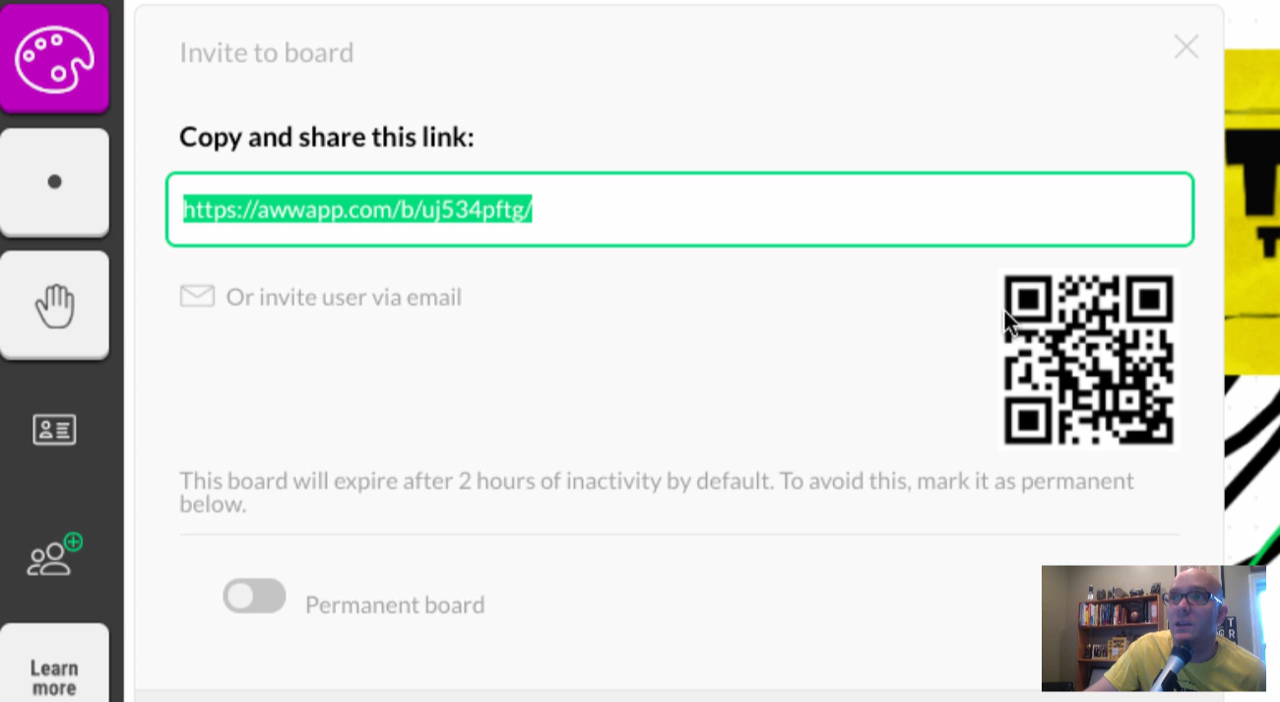 Invite to board
Copy and share this link:
https://awwapp.com/b/uj534pftg/
Or invite user via email
This board will expire after 2 hours of inactivity by default. To avoid this, mark it as permanent
below.
Permanent board
Learn
more